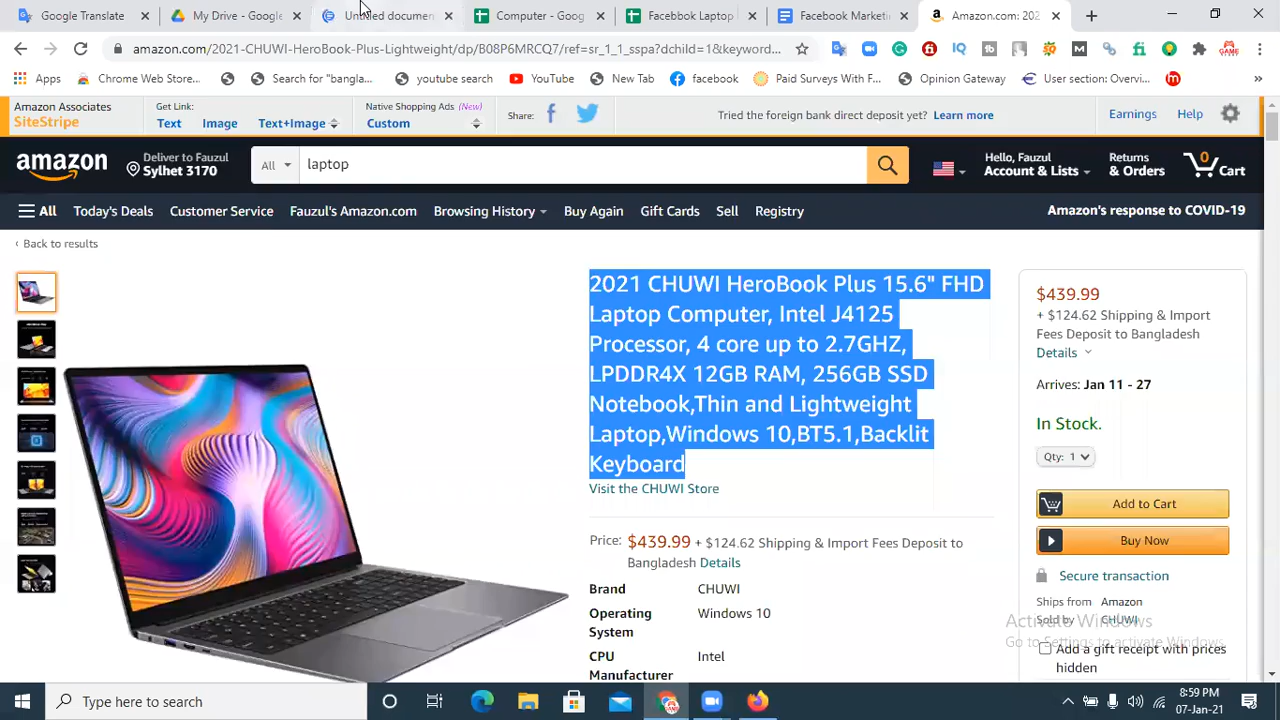 Google Translate
My Drive - Google
Untitled documen
Computer - Goog
Facebbok Laptop
Facebook Marketi
Amazon.com: 202
amazon.com/2021-CHUWI-HeroBook-Plus-Lightweight/dp/B08P6MRCQ7/ref=sr_1_1_sspa?dchild=1&keyword...
Apps
Chrome Web Store...
Search for "bangla...
youtube search
YouTube
New Tab
facebook
Paid Surveys With F...
Opinion Gateway
User section: Overvi...
Amazon Associates
SiteStripe
Get Link:
Text Image Text+Image
Native Shopping Ads (New)
Custom
Share:
Tried the foreign bank direct deposit yet? Learn more
Earnings Help
amazon
Deliver to Fauzul
Sylhet 3170
All
laptop
Hello, Fauzul
Account & Lists
Returns
& Orders
0
Cart
All Today's Deals Customer Service Fauzul's Amazon.com Browsing History Buy Again Gift Cards Sell Registry
Amazon's response to COVID-19
‹ Back to results
2021 CHUWI HeroBook Plus 15.6" FHD
Laptop Computer, Intel J4125
Processor, 4 core up to 2.7GHZ,
LPDDR4X 12GB RAM, 256GB SSD
Notebook,Thin and Lightweight
Laptop,Windows 10,BT5.1,Backlit
Keyboard
Visit the CHUWI Store
Price: $439.99 + $124.62 Shipping & Import Fees Deposit to
Bangladesh Details
Brand CHUWI
Operating Windows 10
System
CPU Intel
Manufacturer
$439.99
+ $124.62 Shipping & Import
Fees Deposit to Bangladesh
Details
Arrives: Jan 11 - 27
In Stock.
Qty: 1
Add to Cart
Buy Now
Secure transaction
Ships from Amazon
Sold by CHUWI
Add a gift receipt with prices
hidden
Activate Windows
Go to Settings to activate Windows.
Type here to search
8:59 PM
07-Jan-21